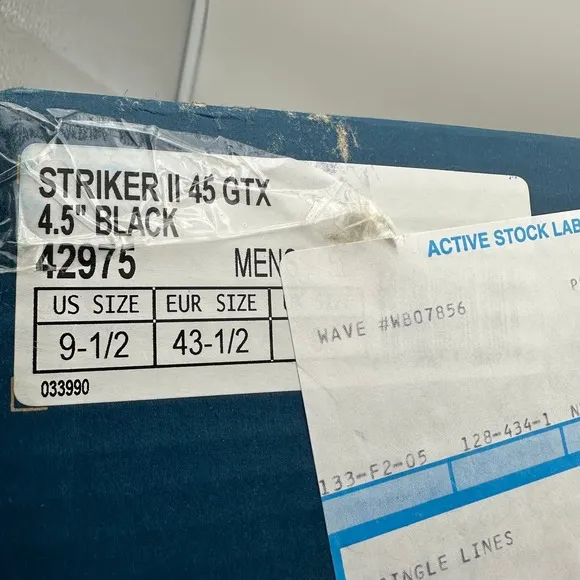 STRIKER II 45 GTX
4.5" BLACK
42975 MENS
US SIZE EUR SIZE
9-1/2 43-1/2
033990
ACTIVE STOCK LAB
WAVE #WB07856
133-F2-05 128-434-1
SINGLE LINES